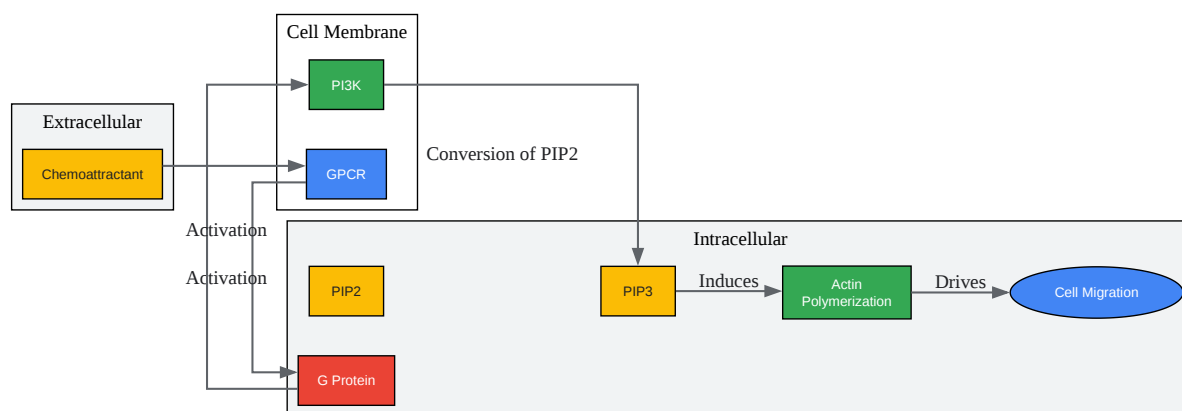 Cell Membrane
PI3K
Extracellular
Chemoattractant
GPCR
Conversion of PIP2
Activation
Activation
Intracellular
PIP2
PIP3
Induces
Actin
Polymerization
Drives
Cell Migration
G Protein